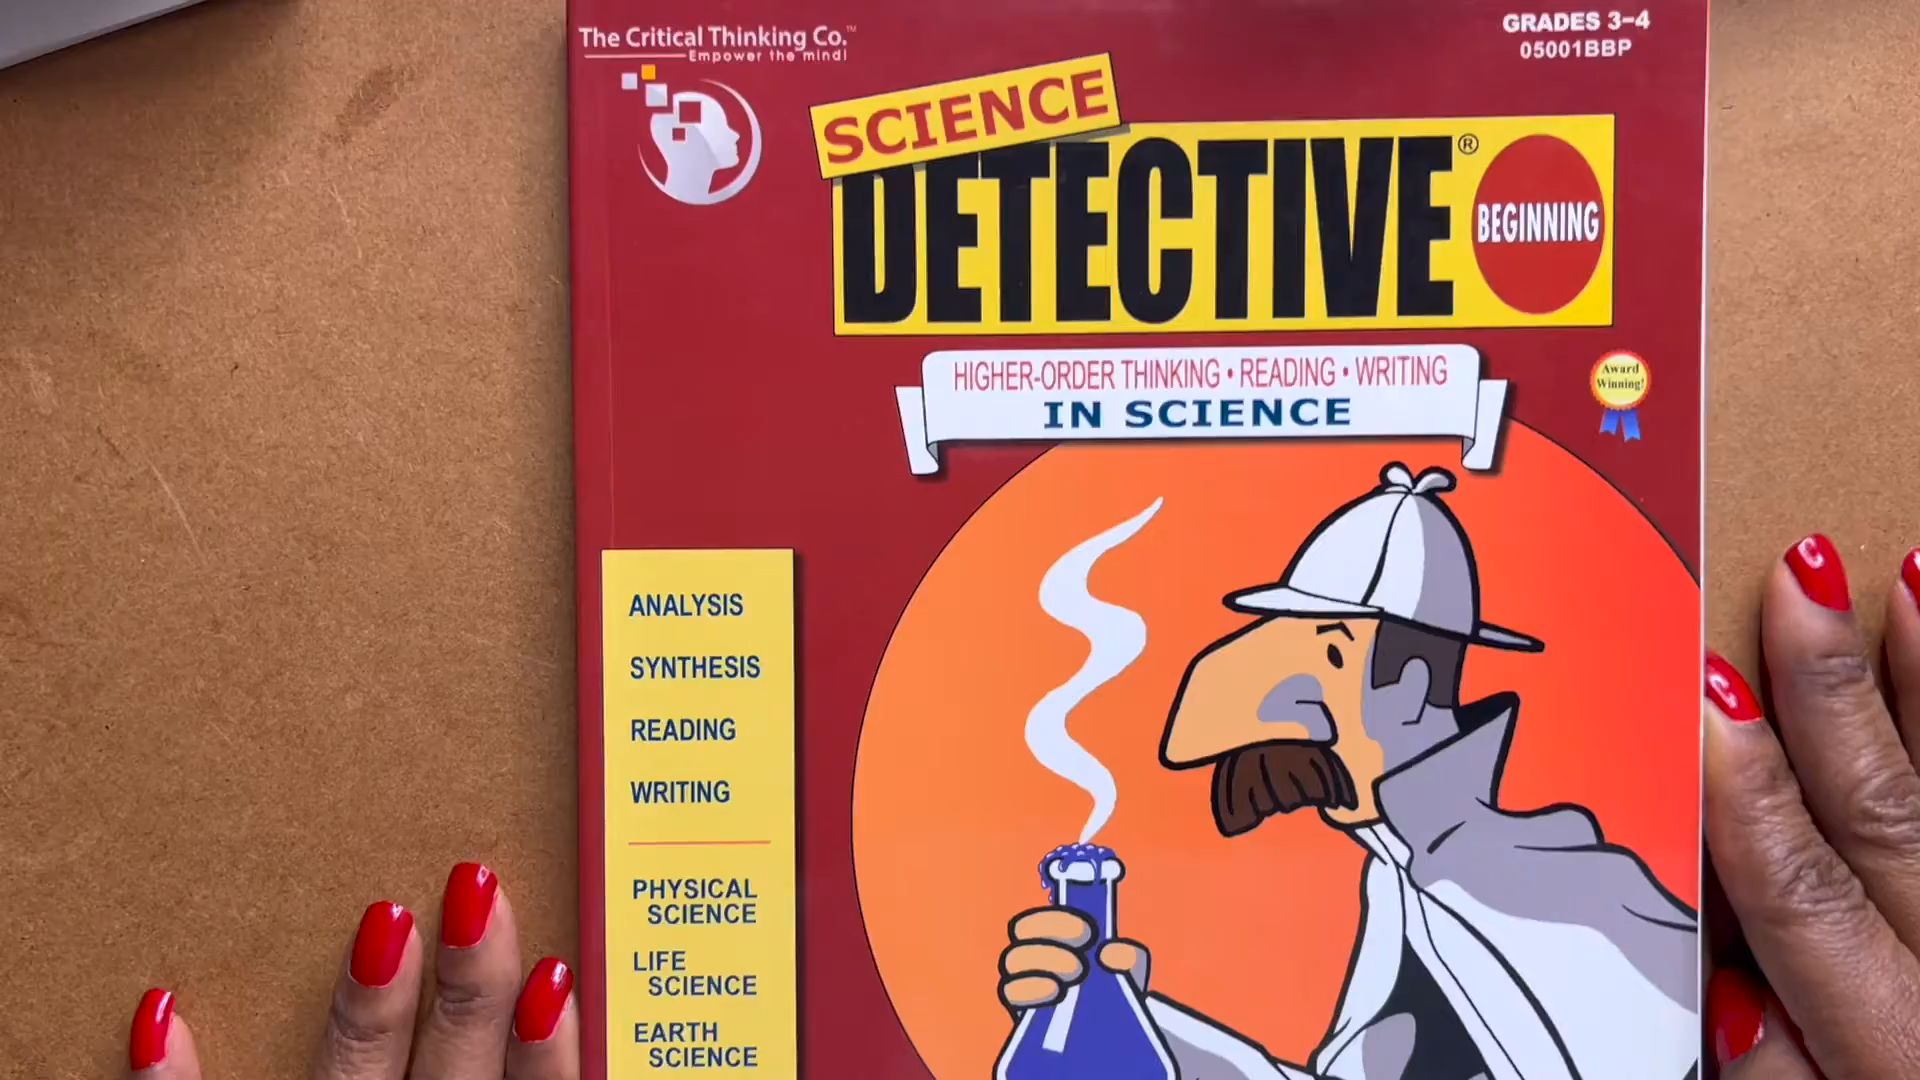 The Critical Thinking Co.™
Empower the mind!
GRADES 3–4
05001BBP
SCIENCE
DETECTIVE®
BEGINNING
HIGHER-ORDER THINKING • READING • WRITING
IN SCIENCE
Award
Winning!
ANALYSIS
SYNTHESIS
READING
WRITING
PHYSICAL
SCIENCE
LIFE
SCIENCE
EARTH
SCIENCE